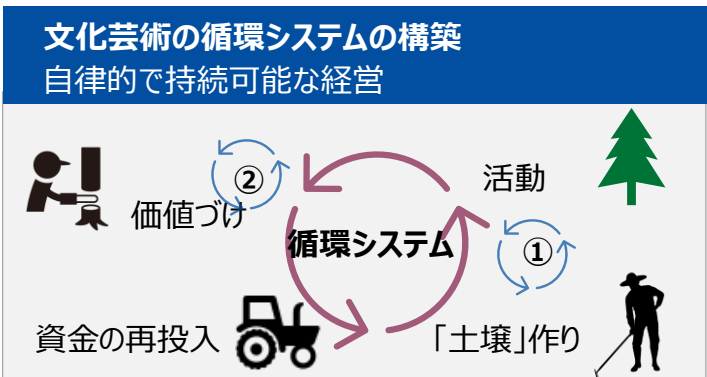 文化芸術の循環システムの構築
自律的で持続可能な経営
②
活動
価値づけ
循環システム
①
資金の再投入
「土壌」作り